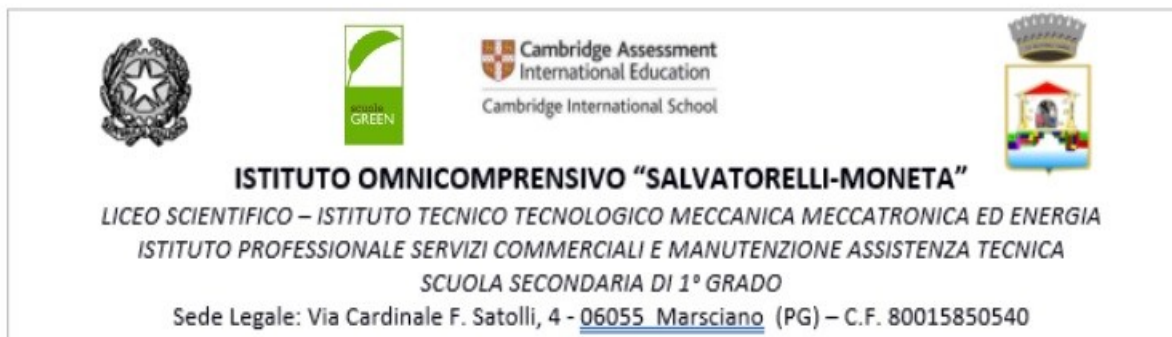 scuola
GREEN
Cambridge Assessment
International Education
Cambridge International School
ISTITUTO OMNICOMPRENSIVO “SALVATORELLI-MONETA”
LICEO SCIENTIFICO – ISTITUTO TECNICO TECNOLOGICO MECCANICA MECCATRONICA ED ENERGIA
ISTITUTO PROFESSIONALE SERVIZI COMMERCIALI E MANUTENZIONE ASSISTENZA TECNICA
SCUOLA SECONDARIA DI 1° GRADO
Sede Legale: Via Cardinale F. Satolli, 4 - 06055 Marsciano (PG) – C.F. 80015850540